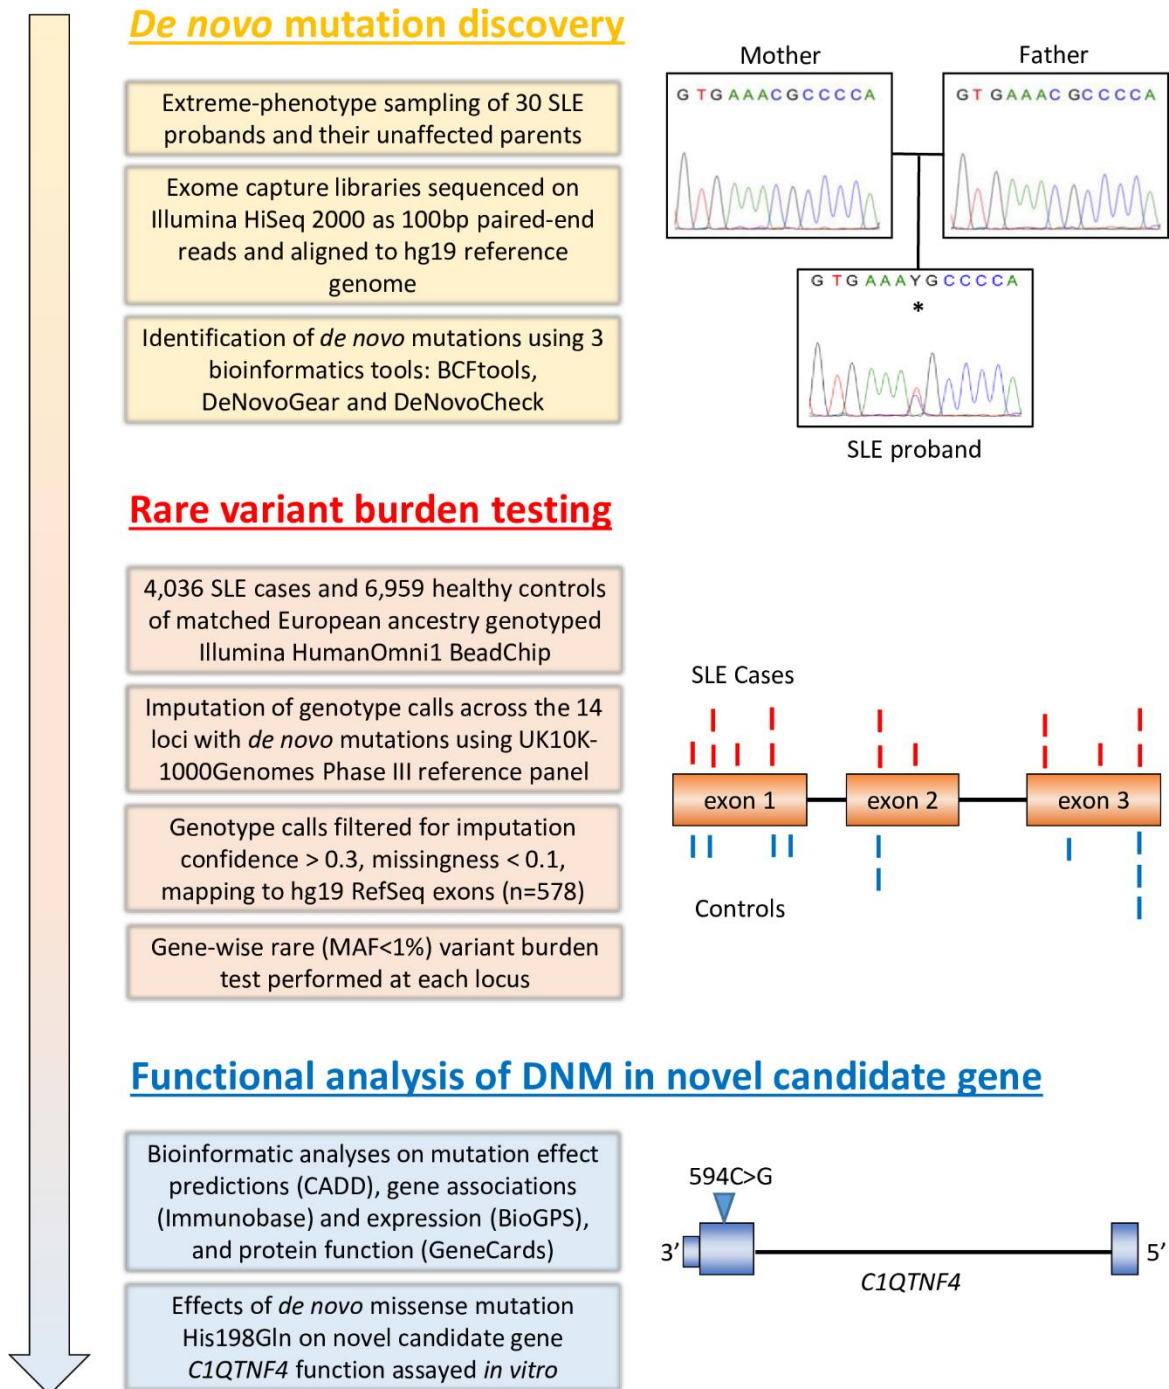 De novo mutation discovery
Extreme-phenotype sampling of 30 SLE
probands and their unaffected parents
Exome capture libraries sequenced on
Illumina HiSeq 2000 as 100bp paired-end
reads and aligned to hg19 reference
genome
Identification of de novo mutations using 3
bioinformatics tools: BCFtools,
DeNovoGear and DeNovoCheck
Mother
Father
G T G A A A C G C C C C A
G T G A A A C G C C C C A
G T G A A A Y G C C C C A
*
SLE proband
Rare variant burden testing
4,036 SLE cases and 6,959 healthy controls
of matched European ancestry genotyped
Illumina HumanOmni1 BeadChip
Imputation of genotype calls across the 14
loci with de novo mutations using UK10K-
1000Genomes Phase III reference panel
Genotype calls filtered for imputation
confidence > 0.3, missingness < 0.1,
mapping to hg19 RefSeq exons (n=578)
Gene-wise rare (MAF<1%) variant burden
test performed at each locus
SLE Cases
exon 1
exon 2
exon 3
Controls
Functional analysis of DNM in novel candidate gene
Bioinformatic analyses on mutation effect
predictions (CADD), gene associations
(Immunobase) and expression (BioGPS),
and protein function (GeneCards)
Effects of de novo missense mutation
His198Gln on novel candidate gene
C1QTNF4 function assayed in vitro
594C>G
3’
5’
C1QTNF4